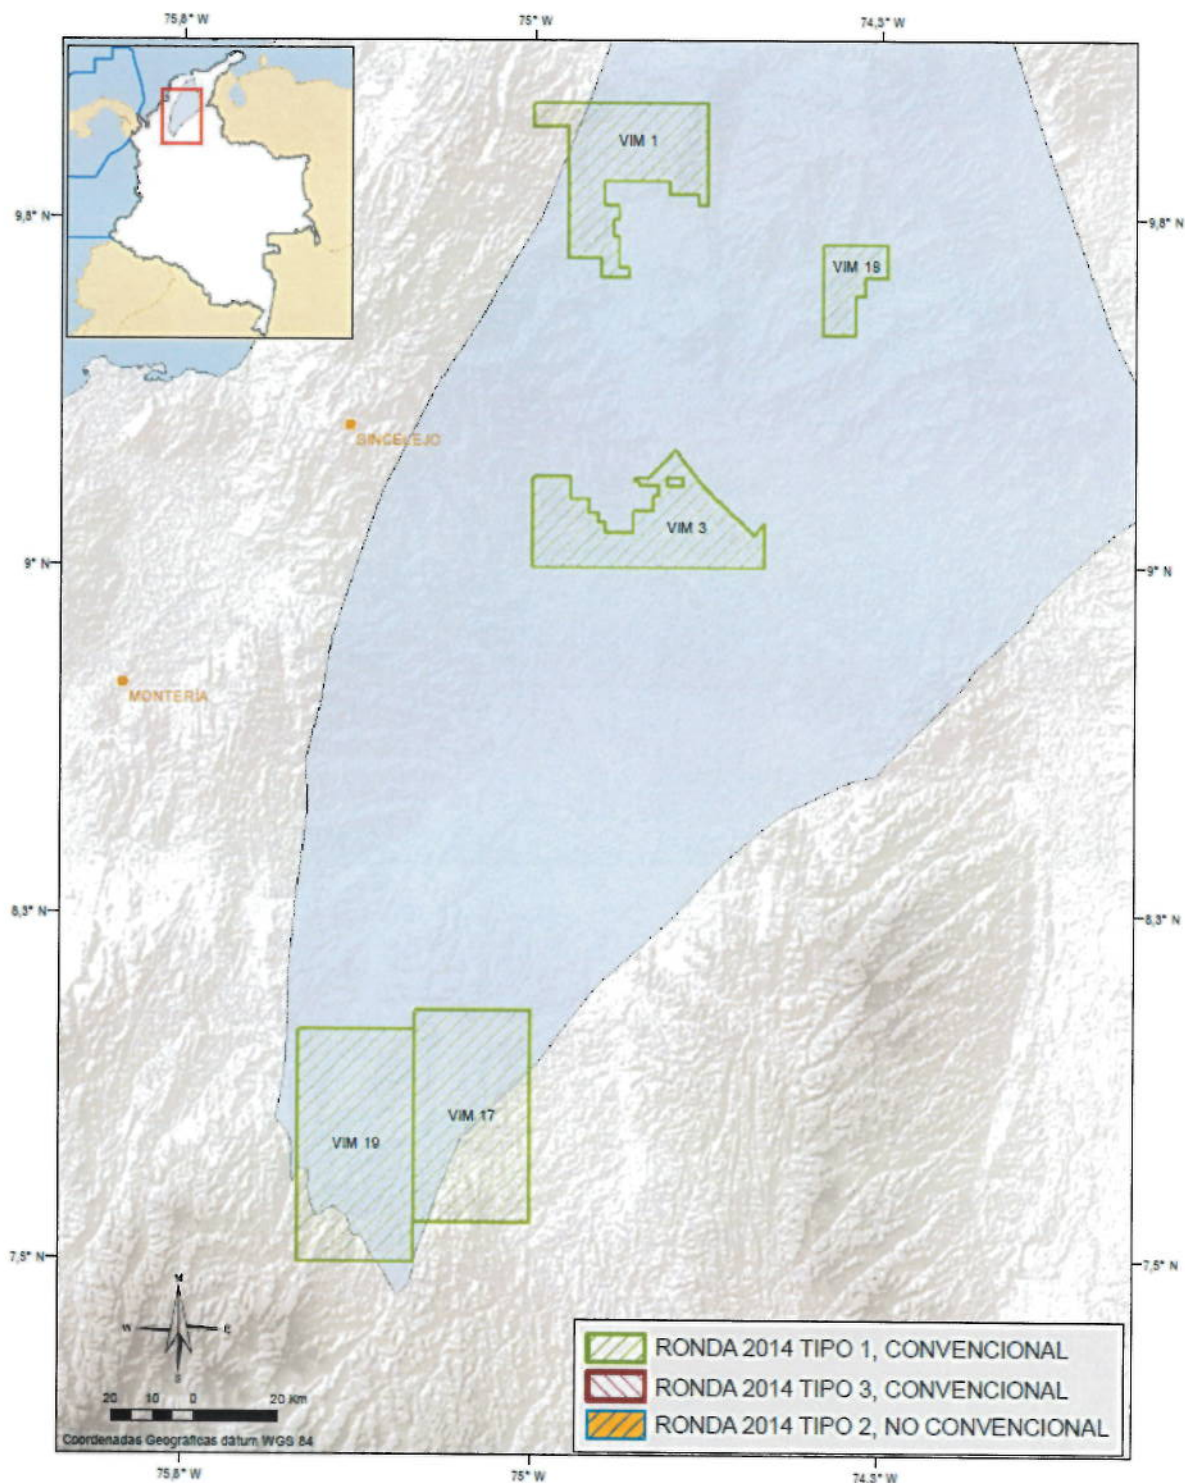 75,8° W
75° W
74,3° W
VIM 1
9,8° N
9,8° N
VIM 18
SINCELEJO
VIM 3
9° N
9° N
MONTERÍA
8,3° N
8,3° N
VIM 17
VIM 19
7,5° N
7,5° N
N
W
E
S
20 10 0 20 Km
Coordenadas Geográficas dátum WGS 84
RONDA 2014 TIPO 1, CONVENCIONAL
RONDA 2014 TIPO 3, CONVENCIONAL
RONDA 2014 TIPO 2, NO CONVENCIONAL
75,8° W
75° W
74,3° W